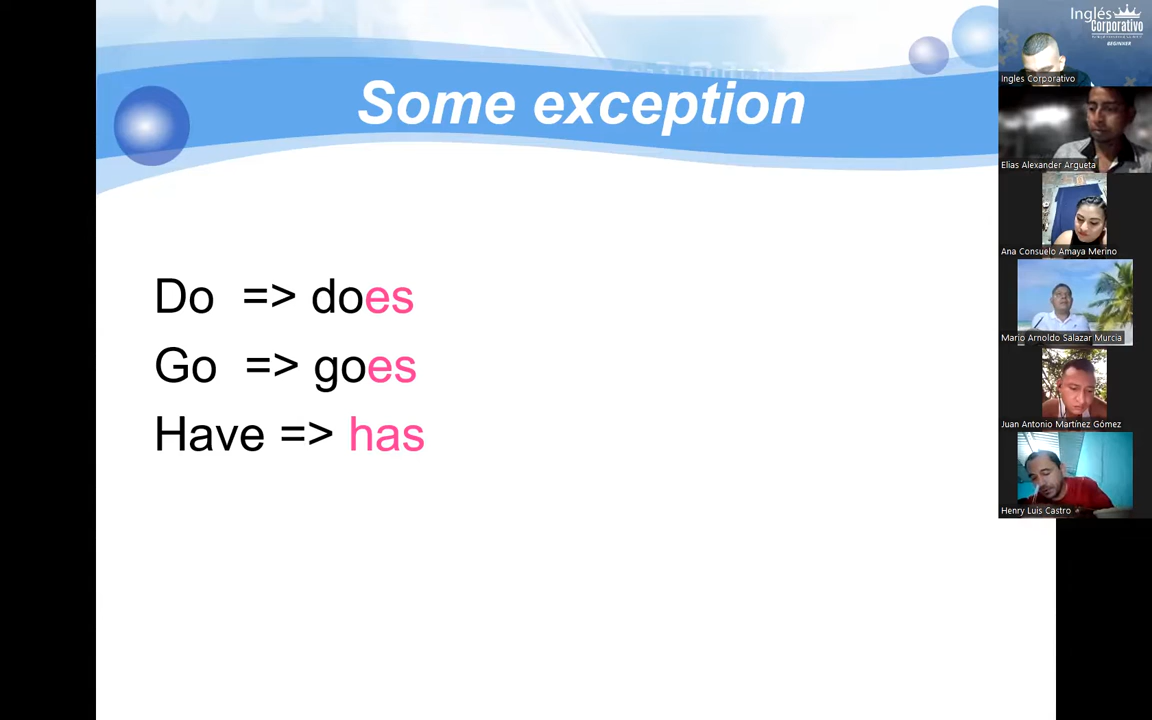 Some exception
Do => does
Go => goes
Have => has
Inglés
Corporativo
BEGINNER
Ingles Corporativo
Elias Alexander Argueta
Ana Consuelo Amaya Merino
Mario Arnoldo Salazar Murcia
Juan Antonio Martínez Gómez
Henry Luis Castro